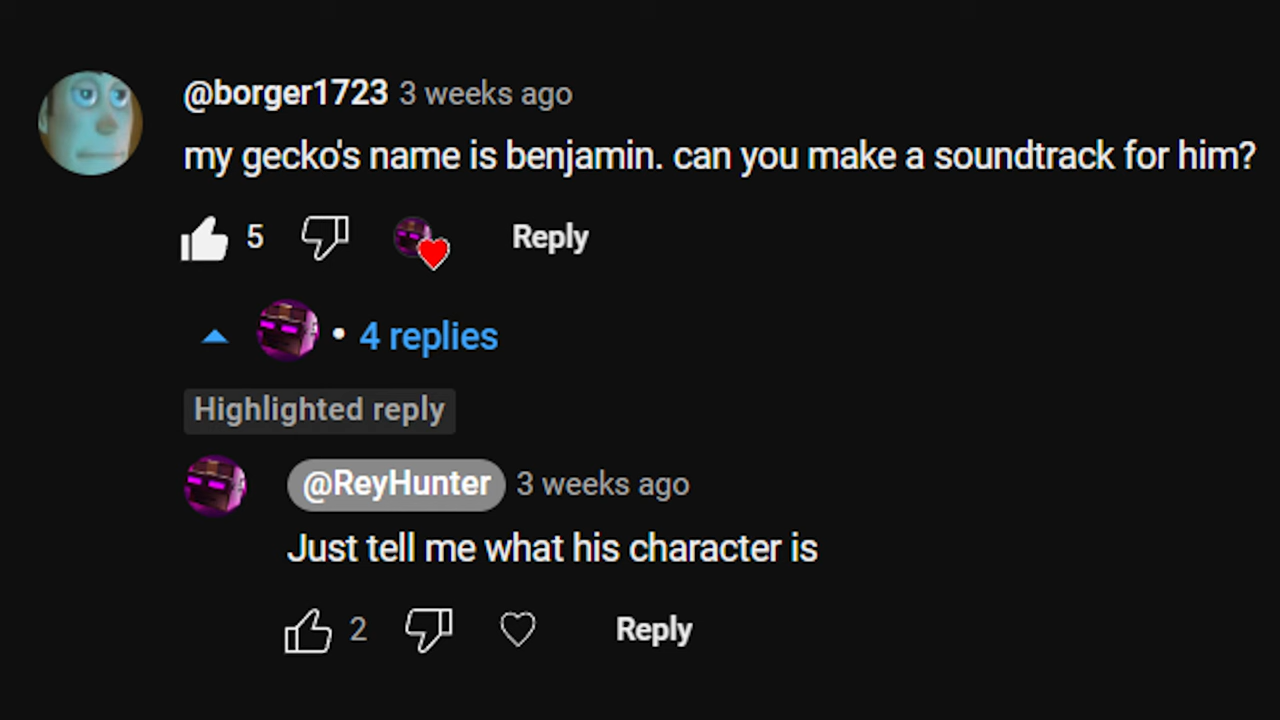 @borger1723 3 weeks ago
my gecko's name is benjamin. can you make a soundtrack for him?
5 Reply
• 4 replies
Highlighted reply
@ReyHunter 3 weeks ago
Just tell me what his character is
2 Reply